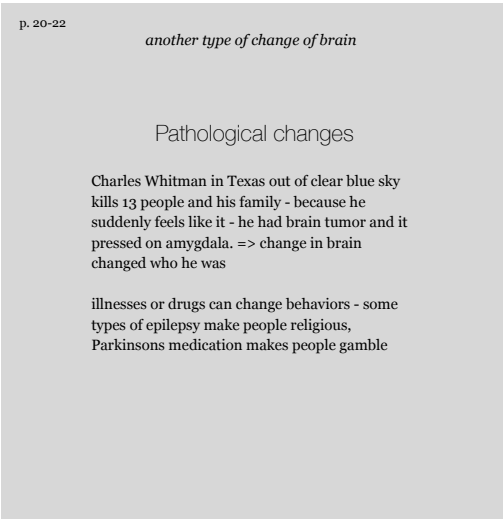 p. 20-22
another type of change of brain
Pathological changes
Charles Whitman in Texas out of clear blue sky
kills 13 people and his family - because he
suddenly feels like it - he had brain tumor and it
pressed on amygdala. => change in brain
changed who he was
illnesses or drugs can change behaviors - some
types of epilepsy make people religious,
Parkinsons medication makes people gamble